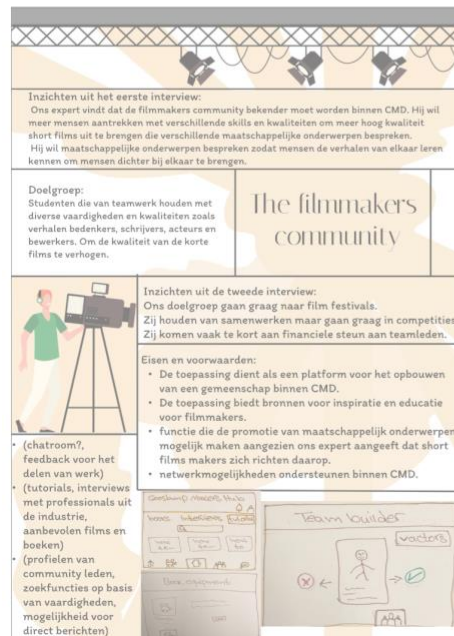 Inzichten uit het eerste interview:
Ons expert vindt dat de filmmakers community bekender moet worden binnen CMD. Hij wil
meer mensen aantrekken met verschillende skills en kwaliteiten om meer hoog kwaliteit
short films uit te brengen die verschillende maatschappelijke onderwerpen bespreken.
Hij wil maatschappelijke onderwerpen bespreken zodat mensen de verhalen van elkaar leren
kennen om mensen dichter bij elkaar te brengen.
Doelgroep:
Studenten die van teamwerk houden met
diverse vaardigheden en kwaliteiten zoals
verhalen bedenkers, schrijvers, acteurs en
bewerkers. Om de kwaliteit van de korte
films te verhogen.
The filmmakers
community
Inzichten uit de tweede interview:
Ons doelgroep gaan graag naar film festivals.
Zij houden van samenwerken maar gaan graag in competities
Zij komen vaak te kort aan financiele steun aan teamleden.
Eisen en voorwaarden:
• De toepassing dient als een platform voor het opbouwen
van een gemeenschap binnen CMD.
• De toepassing biedt bronnen voor inspiratie en educatie
voor filmmakers.
• functie die de promotie van maatschappelijk onderwerpen
mogelijk maken aangezien ons expert aangeeft dat short
films makers zich richten daarop.
• netwerkmogelijkheden ondersteunen binnen CMD.
• (chatroom?,
feedback voor het
delen van werk)
• (tutorials, interviews
met professionals uit
de industrie,
aanbevolen films en
boeken)
• (profielen van
community leden,
zoekfuncties op basis
van vaardigheden,
mogelijkheid voor
direct berichten)
Hub
books interviews tutorial
Team builder